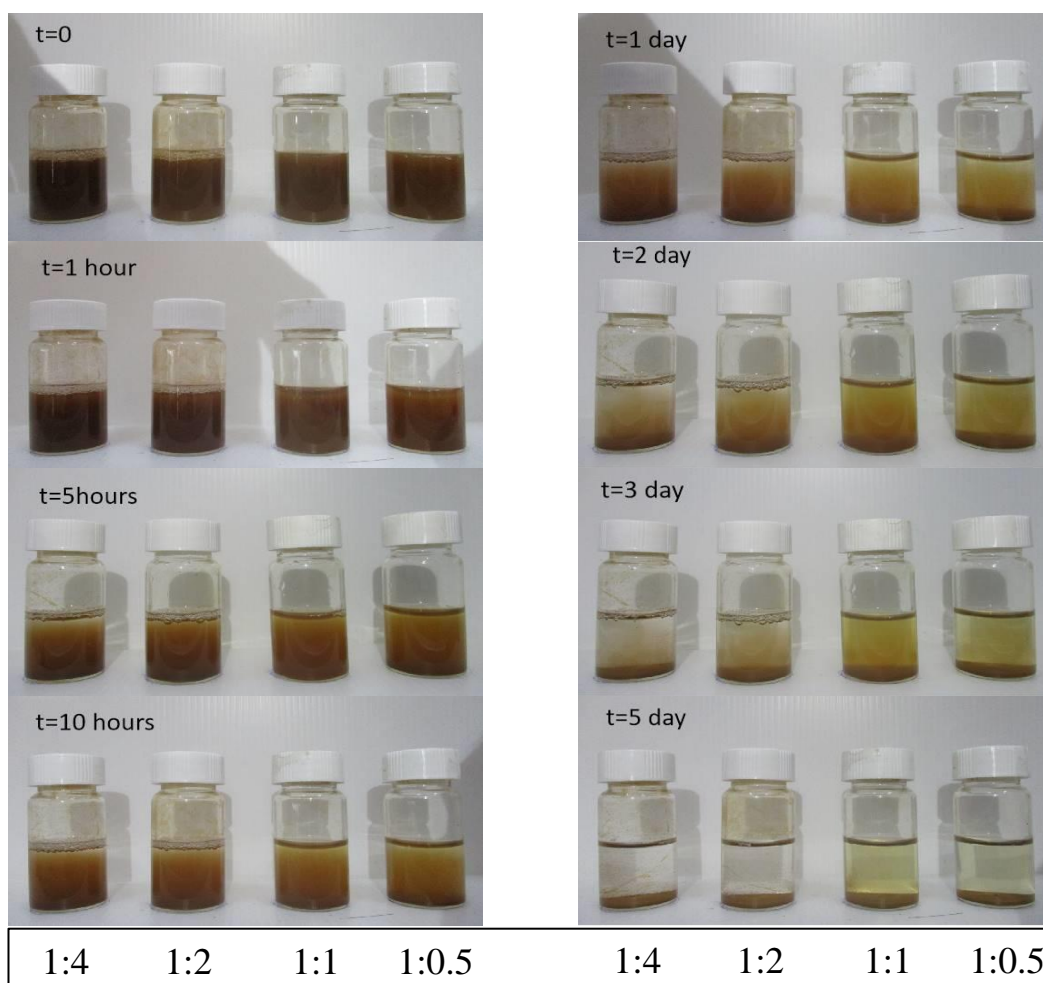 t=0
t=1 hour
t=5hours
t=10 hours
t=1 day
t=2 day
t=3 day
t=5 day
1:4 1:2 1:1 1:0.5 1:4 1:2 1:1 1:0.5